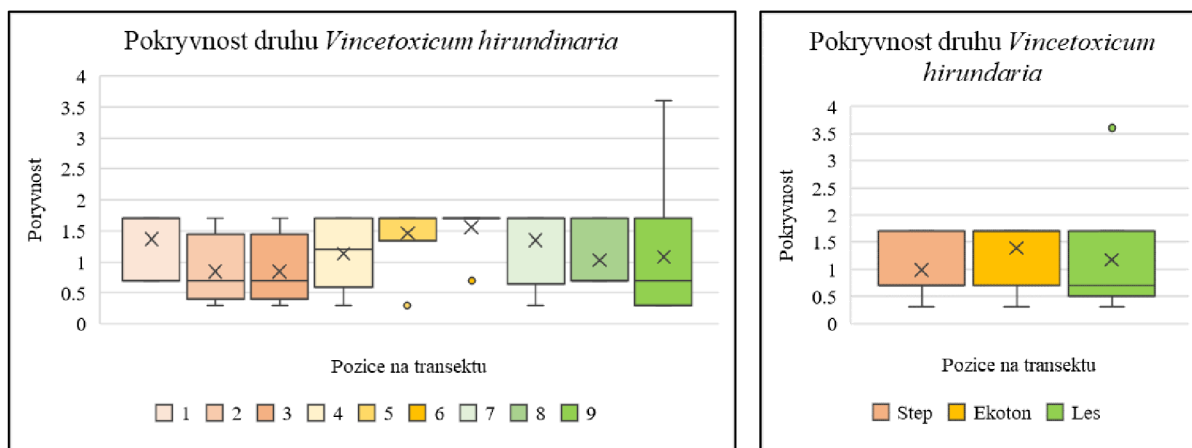 Pokryvnost druhu Vincetoxicum hirundinaria
4
3.5
3
2.5
2
1.5
1
0.5
0
Poryvnost
Pozice na transektu
1 2 3 4 5 6 7 8 9
Pokryvnost druhu Vincetoxicum
hirundaria
4
3.5
3
2.5
2
1.5
1
0.5
0
Pokryvnost
Pozice na transektu
Step Ekoton Les